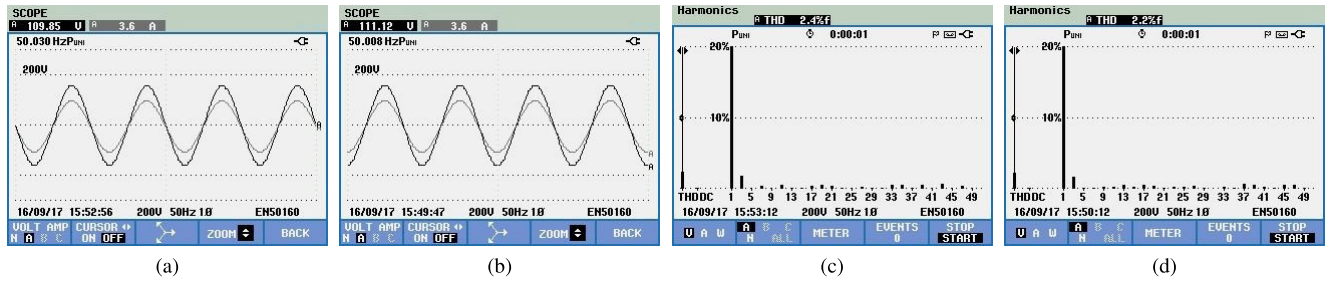 SCOPE
A 109.85 V A 3.6 A
50.030 HzPUNI
200V
A
16/09/17 15:52:56 200V 50Hz 1Ø EN50160
VOLT AMP CURSOR ZOOM BACK
N A B C ON OFF
(a)
SCOPE
A 111.12 V A 3.6 A
50.008 HzPUNI
200V
A
A
16/09/17 15:49:47 200V 50Hz 1Ø EN50160
VOLT AMP CURSOR ZOOM BACK
N A B C ON OFF
(b)
Harmonics
A THD 2.4%f
PUNI 0:00:01 P
20%
10%
THDDC 1 5 9 13 17 21 25 29 33 37 41 45 49
16/09/17 15:53:12 200V 50Hz 1Ø EN50160
V A W A B C METER EVENTS STOP
N ALL 0 START
(c)
Harmonics
A THD 2.2%f
PUNI 0:00:01 P
20%
10%
THDDC 1 5 9 13 17 21 25 29 33 37 41 45 49
16/09/17 15:50:12 200V 50Hz 1Ø EN50160
V A W A B C METER EVENTS STOP
N ALL 0 START
(d)